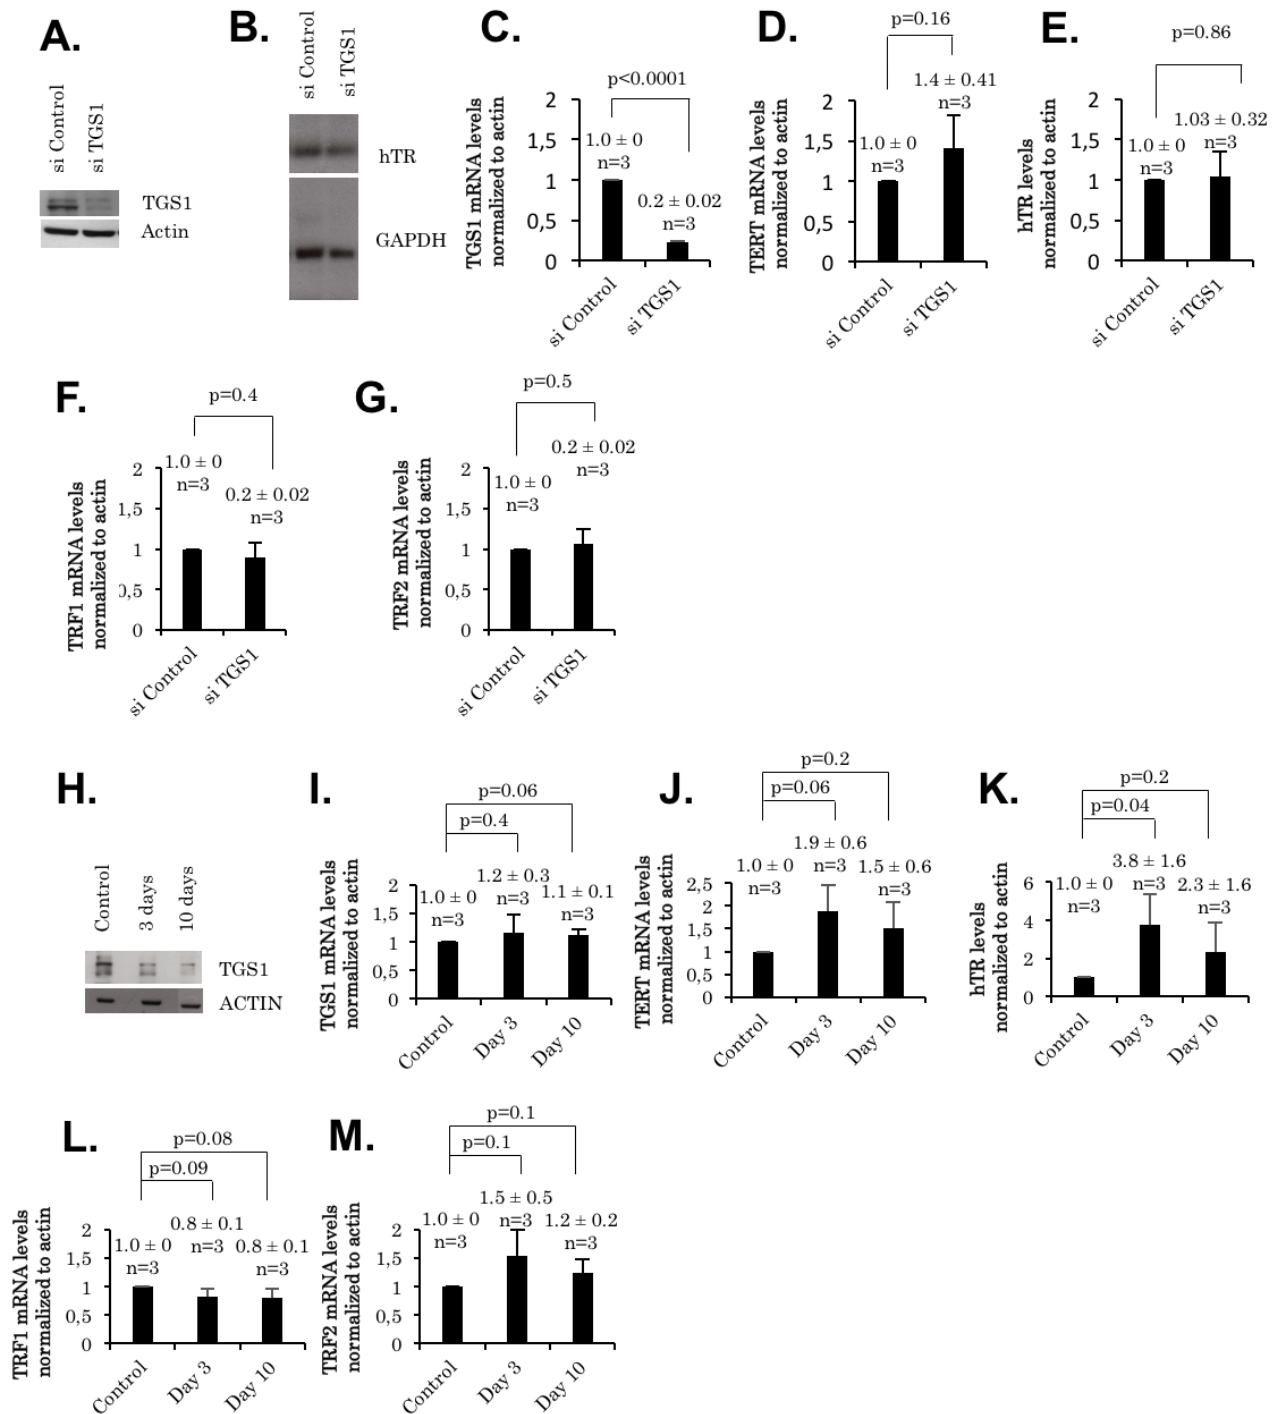 A.
si Control
si TGS1
TGS1
Actin
B.
si Control
si TGS1
hTR
GAPDH
C.
p<0.0001
TGS1 mRNA levels
normalized to actin
2
1,5
1
0,5
0
1.0 ± 0
n=3
0.2 ± 0.02
n=3
si Control
si TGS1
D.
p=0.16
TERT mRNA levels
normalized to actin
2
1,5
1
0,5
0
1.0 ± 0
n=3
1.4 ± 0.41
n=3
si Control
si TGS1
E.
p=0.86
hTR levels
normalized to actin
2
1,5
1
0,5
0
1.0 ± 0
n=3
1.03 ± 0.32
n=3
si Control
si TGS1
F.
p=0.4
TRF1 mRNA levels
normalized to actin
2
1,5
1
0,5
0
1.0 ± 0
n=3
0.2 ± 0.02
n=3
si Control
si TGS1
G.
p=0.5
TRF2 mRNA levels
normalized to actin
2
1,5
1
0,5
0
1.0 ± 0
n=3
0.2 ± 0.02
n=3
si Control
si TGS1
H.
Control
3 days
10 days
TGS1
ACTIN
I.
p=0.06
p=0.4
TGS1 mRNA levels
normalized to actin
2
1,5
1
0,5
0
1.0 ± 0
n=3
1.2 ± 0.3
n=3
1.1 ± 0.1
n=3
Control
Day 3
Day 10
J.
p=0.2
p=0.06
TERT mRNA levels
normalized to actin
2,5
2
1,5
1
0,5
0
1.0 ± 0
n=3
1.9 ± 0.6
n=3
1.5 ± 0.6
n=3
Control
Day 3
Day 10
K.
p=0.2
p=0.04
hTR levels
normalized to actin
6
4
2
0
1.0 ± 0
n=3
3.8 ± 1.6
n=3
2.3 ± 1.6
n=3
Control
Day 3
Day 10
L.
p=0.08
p=0.09
TRF1 mRNA levels
normalized to actin
2
1,5
1
0,5
0
1.0 ± 0
n=3
0.8 ± 0.1
n=3
0.8 ± 0.1
n=3
Control
Day 3
Day 10
M.
p=0.1
p=0.1
TRF2 mRNA levels
normalized to actin
2
1,5
1
0,5
0
1.0 ± 0
n=3
1.5 ± 0.5
n=3
1.2 ± 0.2
n=3
Control
Day 3
Day 10